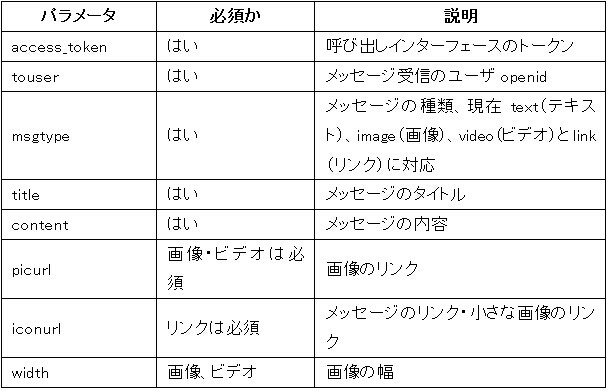 パラメータ 必須か 説明
access_token はい 呼び出しインターフェースのトークン
touser はい メッセージ受信のユーザ openid
msgtype はい メッセージの種類、現在 text(テキスト)、image(画像)、video(ビデオ)とlink(リンク)に対応
title はい メッセージのタイトル
content はい メッセージの内容
picurl 画像・ビデオは必須 画像のリンク
iconurl リンクは必須 メッセージのリンク・小さな画像のリンク
width 画像、ビデオ 画像の幅